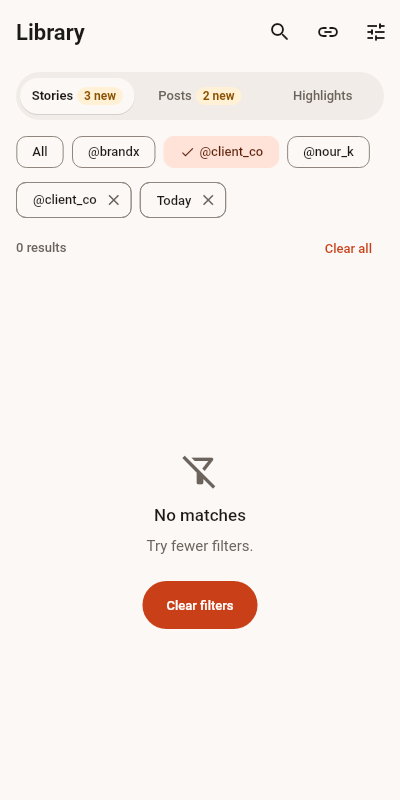 Library
Stories 3 new Posts 2 new Highlights
All @brandx @client_co @nour_k
@client_co Today
0 results Clear all
No matches
Try fewer filters.
Clear filters